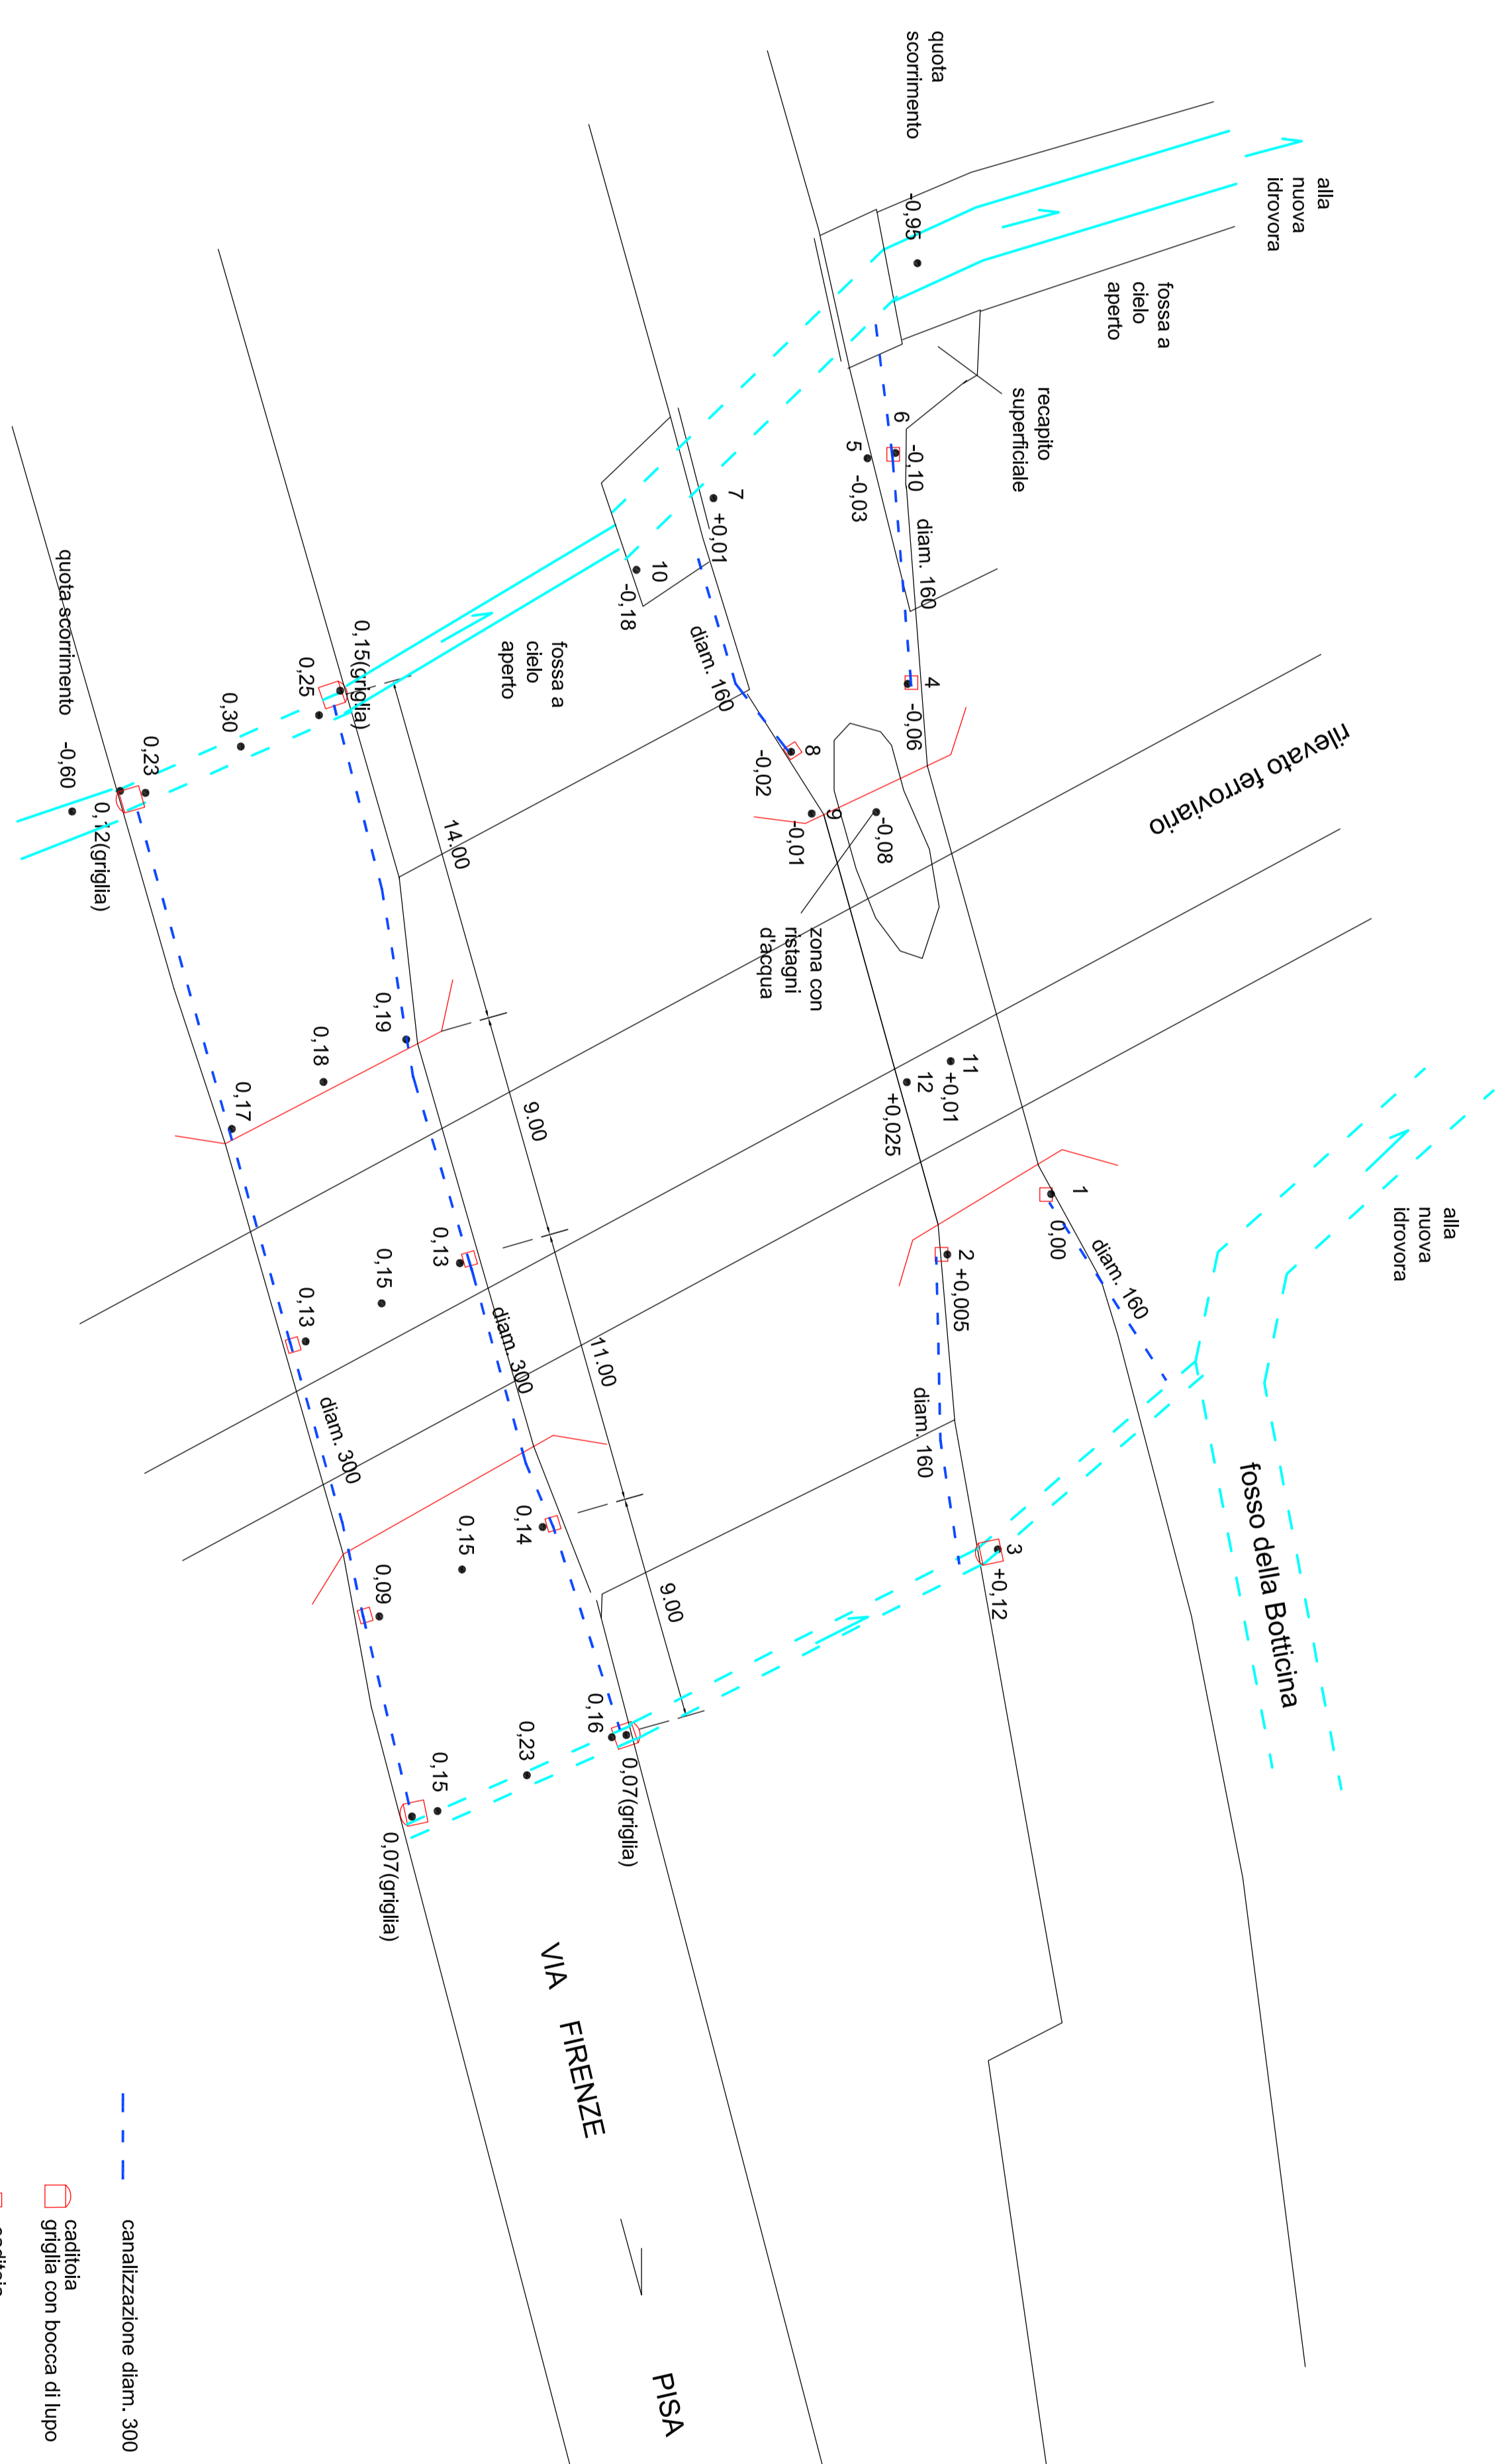 quota
scorrimento
-0,95
alla
nuova
idrovora
fossa a
cielo
aperto
recapito
superficiale
6
-0,10
5
-0,03
diam. 160
7
+0,01
10
-0,18
diam. 160
4
-0,06
8
-0,02
9
-0,01
-0,08
zona con
ristagni
d'acqua
rilevato ferroviario
fossa a
cielo
aperto
0,15(griglia)
0,25
0,30
quota scorrimento
-0,60
0,23
0,12(griglia)
14.00
0,19
0,18
0,17
9.00
11
+0,01
12
+0,025
1
0,00
diam. 160
2
+0,005
diam. 160
alla
nuova
idrovora
fosso della Botticina
3
+0,12
0,13
0,15
0,13
diam. 300
11.00
diam. 300
0,14
0,15
0,09
9.00
0,16
0,07(griglia)
0,23
0,15
0,07(griglia)
VIA FIRENZE
PISA
canalizzazione diam. 300
caditoia
griglia con bocca di lupo